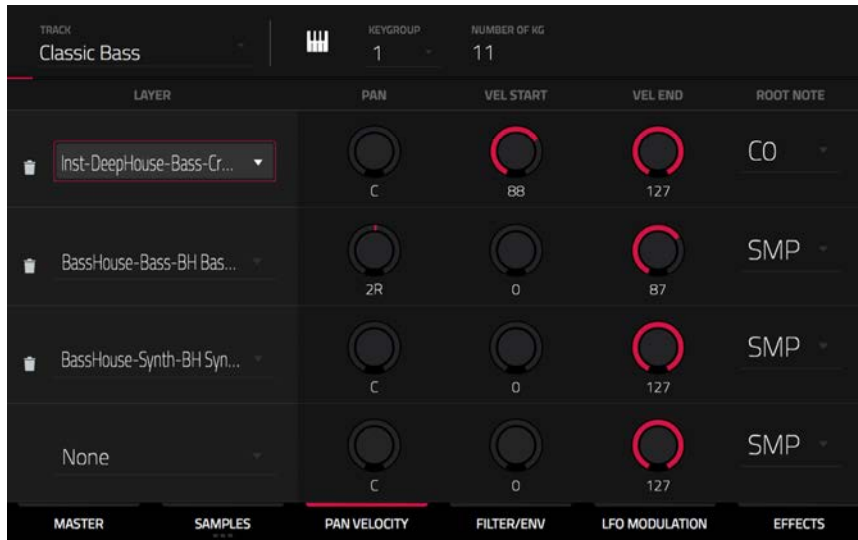 TRACK KEYGROUP NUMBER OF KG
Classic Bass 1 11
LAYER PAN VEL START VEL END ROOT NOTE
Inst-DeepHouse-Bass-Cr... C 88 127 C0
BassHouse-Bass-BH Bas... 2R 0 87 SMP
BassHouse-Synth-BH Syn... C 0 127 SMP
None C 0 127 SMP
MASTER SAMPLES PAN VELOCITY FILTER/ENV LFO MODULATION EFFECTS